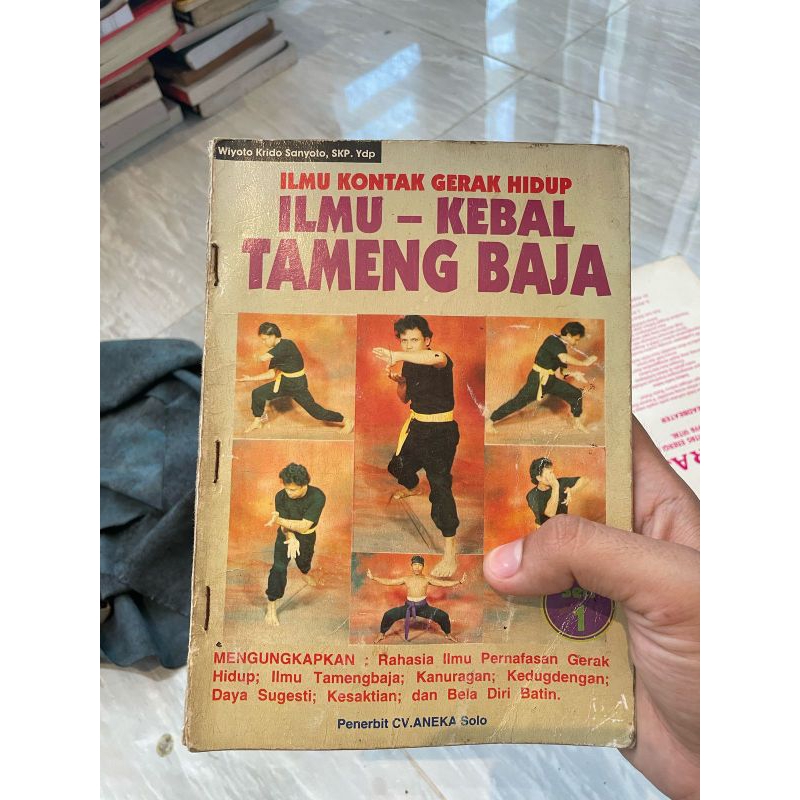 Wiyoto Krido Sanyoto, SKP. Ydp
ILMU KONTAK GERAK HIDUP
ILMU – KEBAL
TAMENG BAJA
1
MENGUNGKAPKAN : Rahasia Ilmu Pernafasan Gerak
Hidup; Ilmu Tamengbaja; Kanuragan; Kedugdengan;
Daya Sugesti; Kesaktian; dan Bela Diri Batin.
Penerbit CV.ANEKA Solo